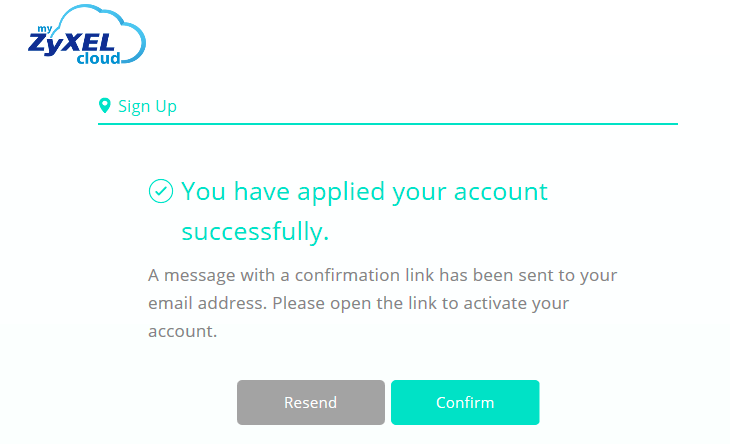 my
ZyXEL
cloud
Sign Up
You have applied your account
successfully.
A message with a confirmation link has been sent to your
email address. Please open the link to activate your
account.
Resend Confirm